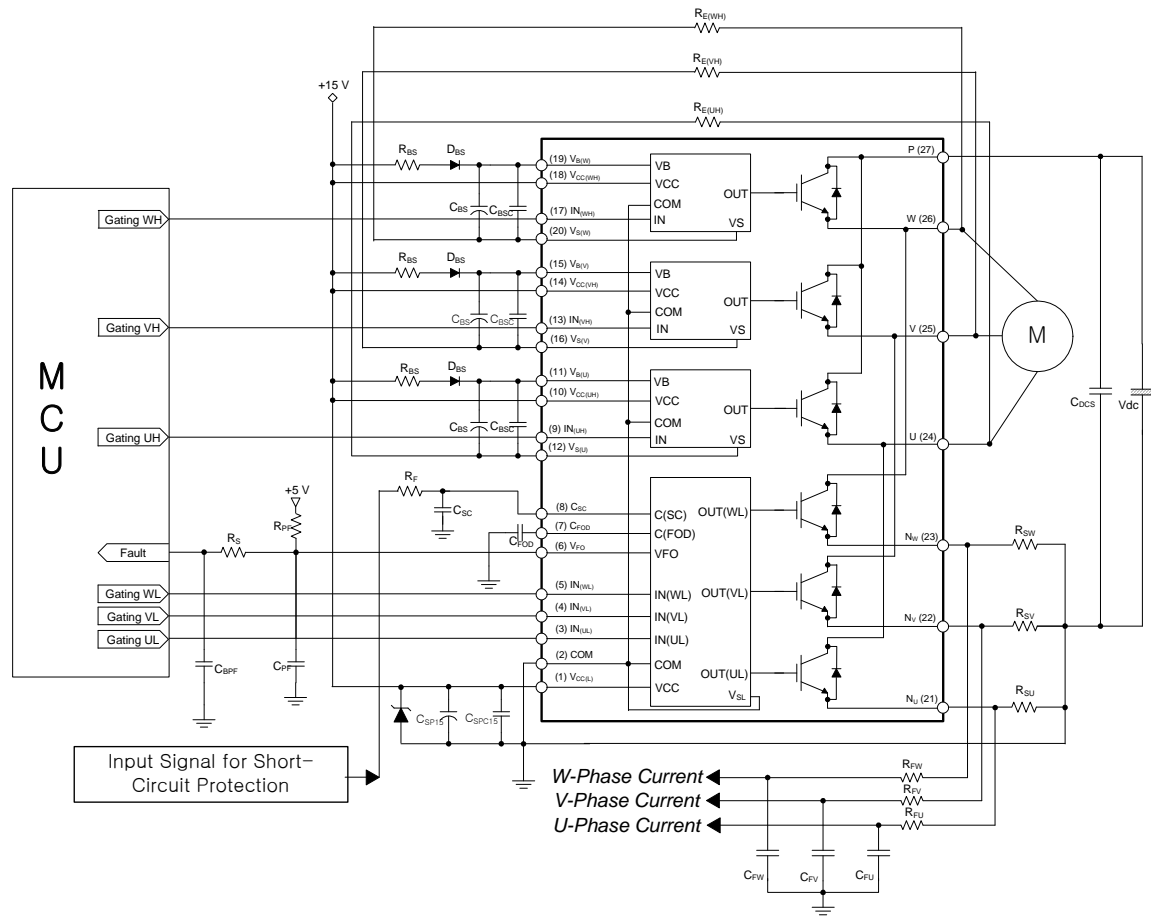 R_E(WH)
R_E(VH)
+15 V
R_E(UH)
R_BS D_BS
P (27)
(19) V_B(W) VB
(18) V_CC(WH) VCC
COM OUT
C_BS C_BSC
Gating WH (17) IN_(WH) IN
W (26)
(20) V_S(W) VS
R_BS D_BS
(15) V_B(V) VB
(14) V_CC(VH) VCC
COM OUT
C_BS C_BSC
Gating VH (13) IN_(VH) IN
V (25)
M
(16) V_S(V) VS
M
C
U
R_BS D_BS
(11) V_B(U) VB
(10) V_CC(UH) VCC
C_DCS Vdc
COM OUT
C_BS C_BSC
Gating UH (9) IN_(UH) IN
U (24)
(12) V_S(U) VS
R_F
+5 V
C_SC (8) C_SC C(SC) OUT(WL)
R_PF
C_FOD (7) C_FOD C(FOD)
R_S
Fault (6) V_FO VFO
N_W (23) R_SW
Gating WL (5) IN_(WL) IN(WL) OUT(VL)
Gating VL (4) IN_(VL) IN(VL)
N_V (22) R_SV
Gating UL (3) IN_(UL) IN(UL)
C_BPF C_PF
(2) COM COM OUT(UL)
(1) V_CC(L) VCC
V_SL
N_U (21) R_SU
C_SP15 C_SPC15
Input Signal for Short-
Circuit Protection
W-Phase Current R_FW
V-Phase Current R_FV
U-Phase Current R_FU
C_FW C_FV C_FU